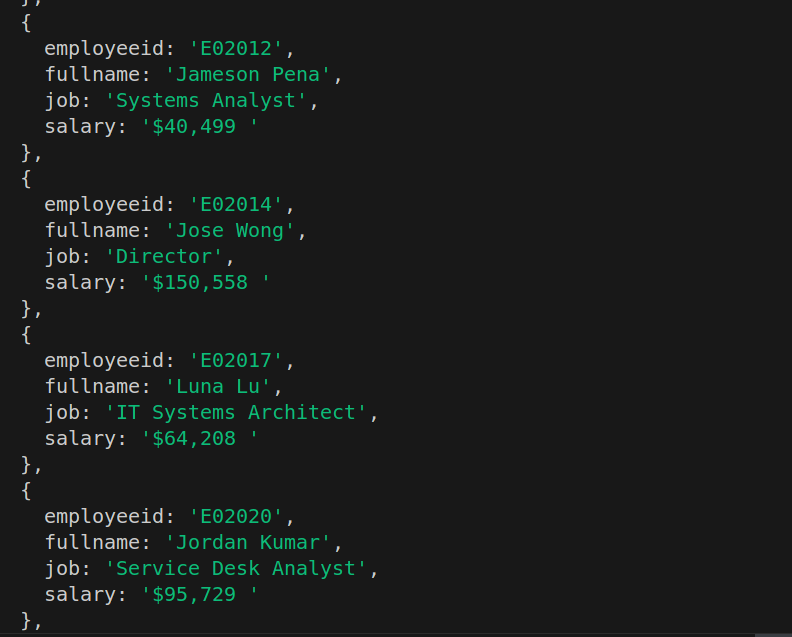 },
{
employeeid: 'E02012',
fullname: 'Jameson Pena',
job: 'Systems Analyst',
salary: '$40,499 '
},
{
employeeid: 'E02014',
fullname: 'Jose Wong',
job: 'Director',
salary: '$150,558 '
},
{
employeeid: 'E02017',
fullname: 'Luna Lu',
job: 'IT Systems Architect',
salary: '$64,208 '
},
{
employeeid: 'E02020',
fullname: 'Jordan Kumar',
job: 'Service Desk Analyst',
salary: '$95,729 '
},